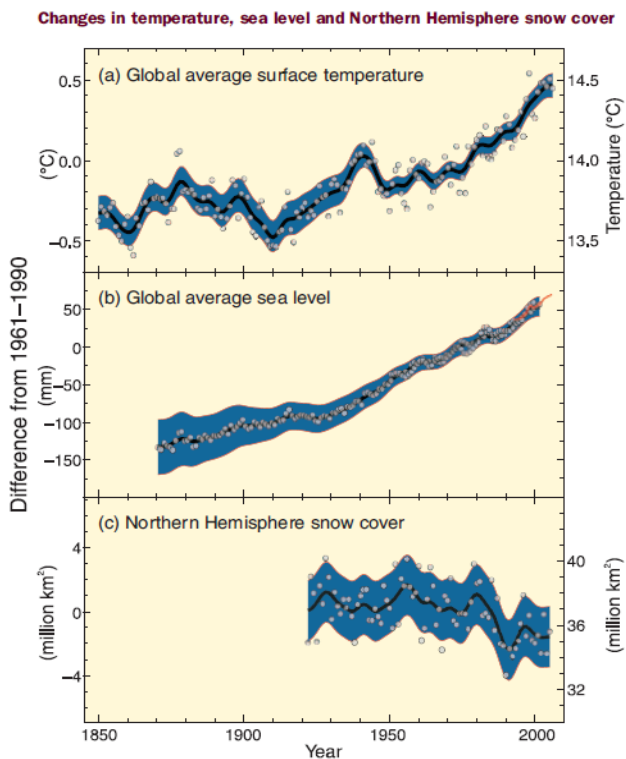 Changes in temperature, sea level and Northern Hemisphere snow cover
(a) Global average surface temperature
0.5
0.0
−0.5
(°C)
14.5
14.0
13.5
Temperature (°C)
Difference from 1961–1990
(b) Global average sea level
50
0
−50
−100
−150
(mm)
(c) Northern Hemisphere snow cover
4
0
−4
(million km²)
40
36
32
(million km²)
1850 1900 1950 2000
Year